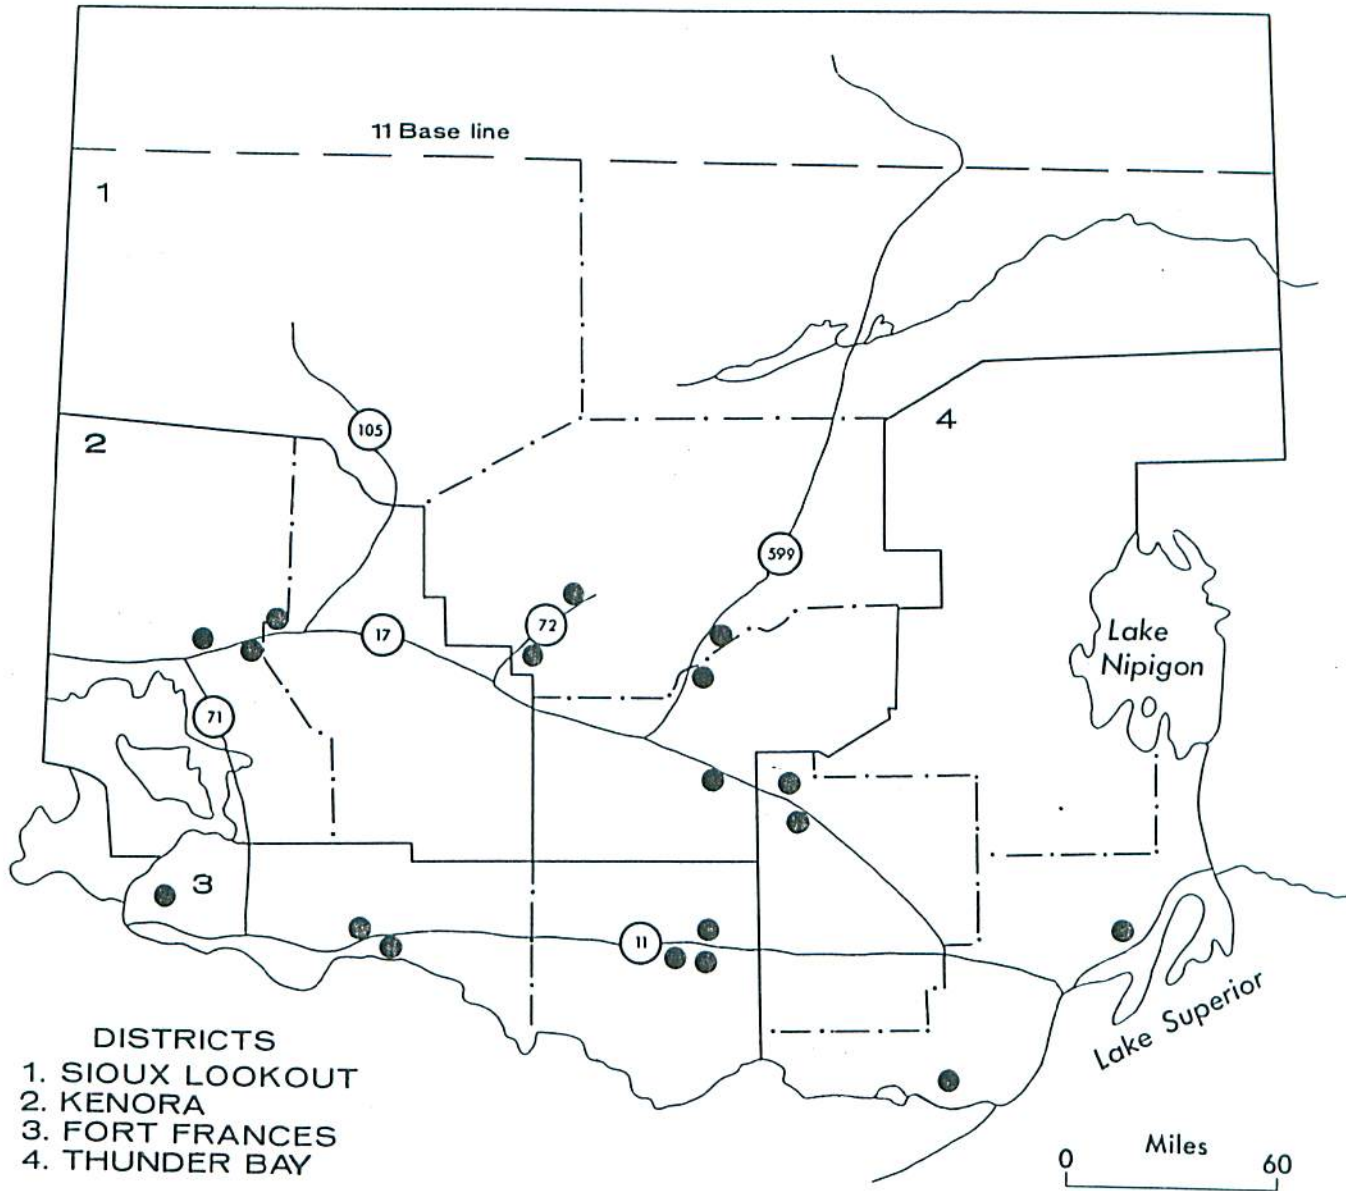 11 Base line
1
105
4
2
599
72
17
Lake
Nipigon
71
3
11
Lake Superior
DISTRICTS
1. SIOUX LOOKOUT
2. KENORA
3. FORT FRANCES
4. THUNDER BAY
Miles
0 60